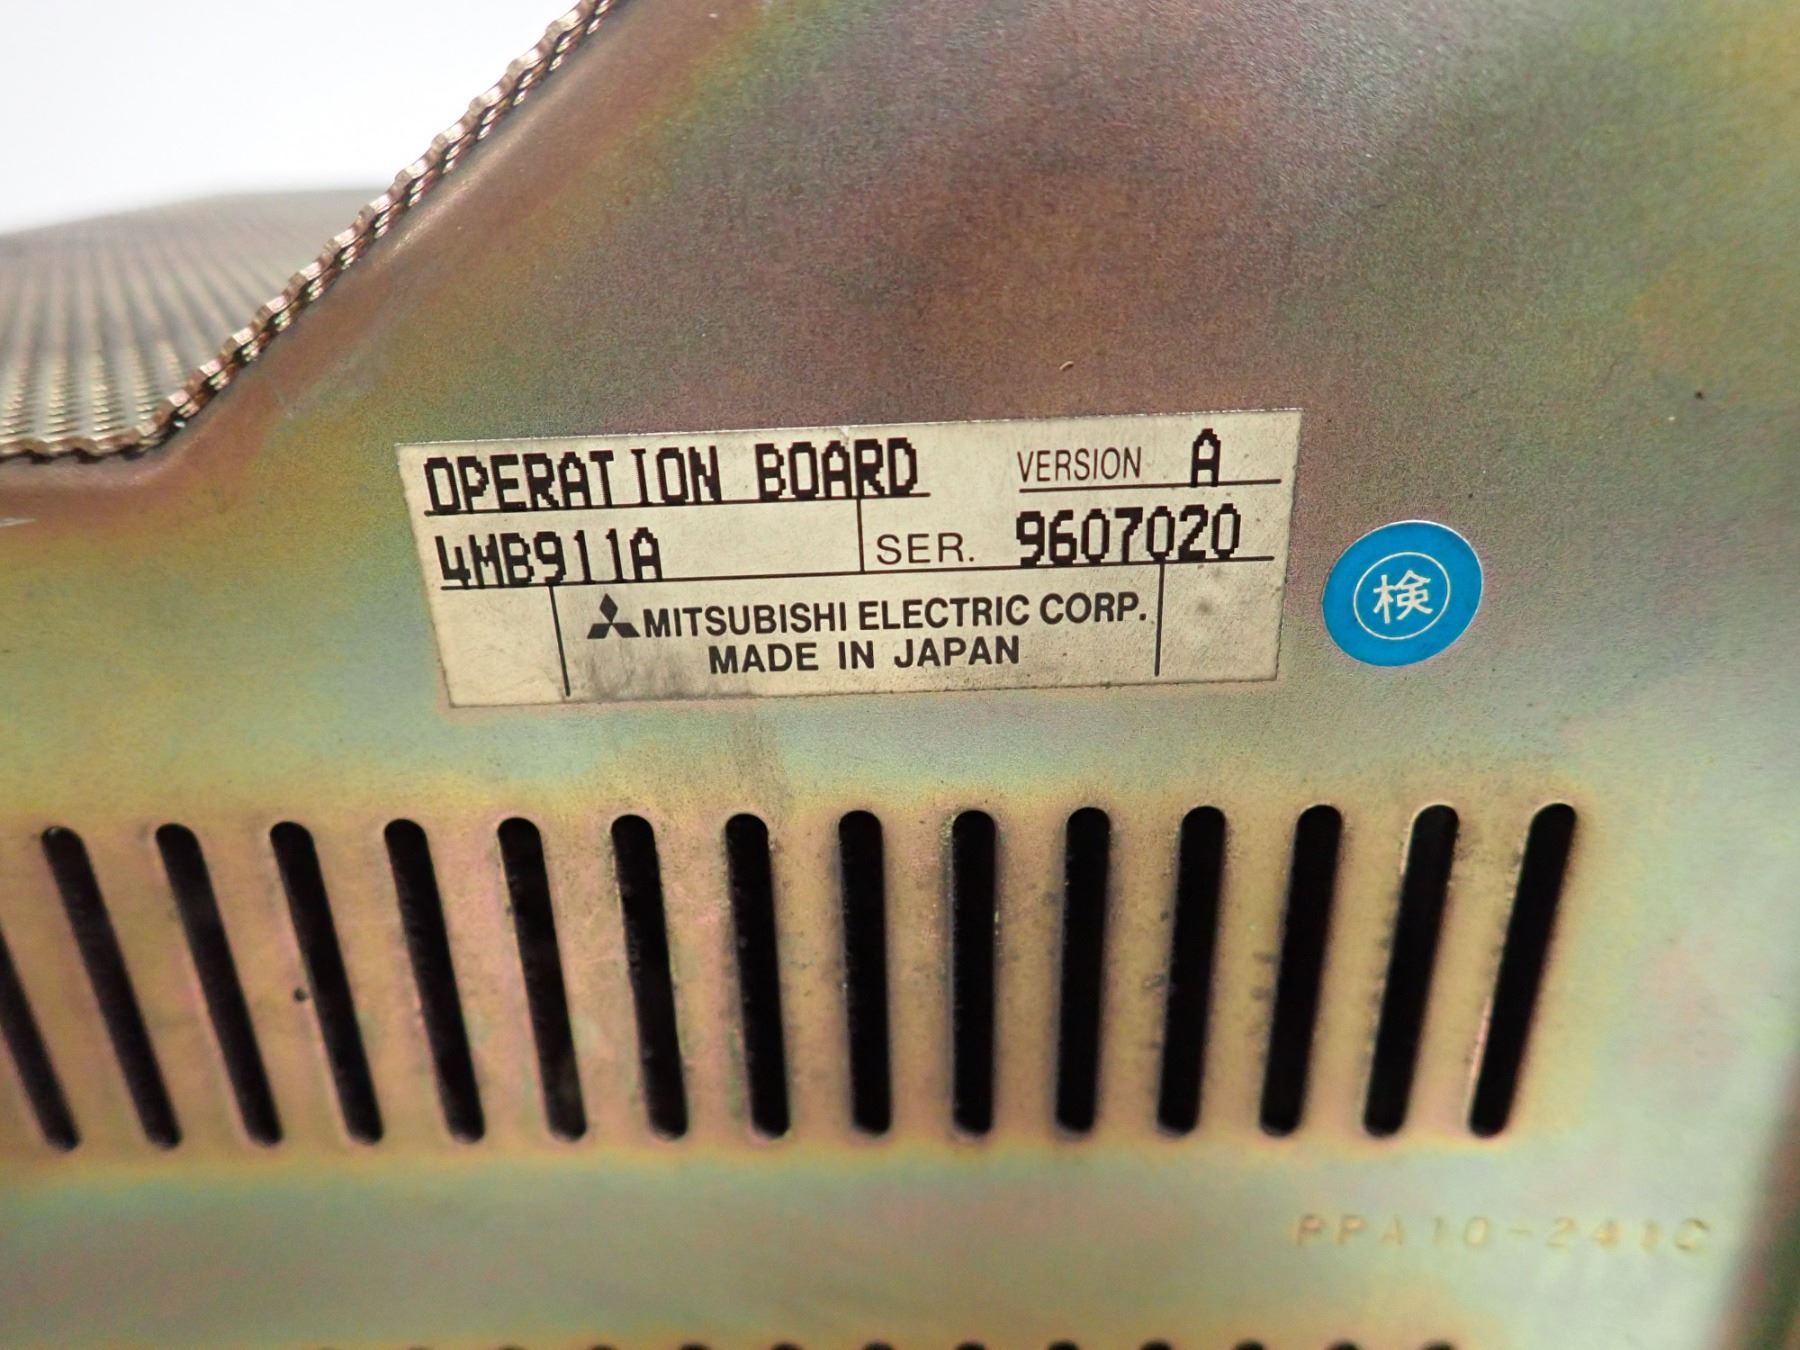 OPERATION BOARD VERSION A
4MB911A SER. 9607020
MITSUBISHI ELECTRIC CORP.
MADE IN JAPAN
検
PPA10-241C